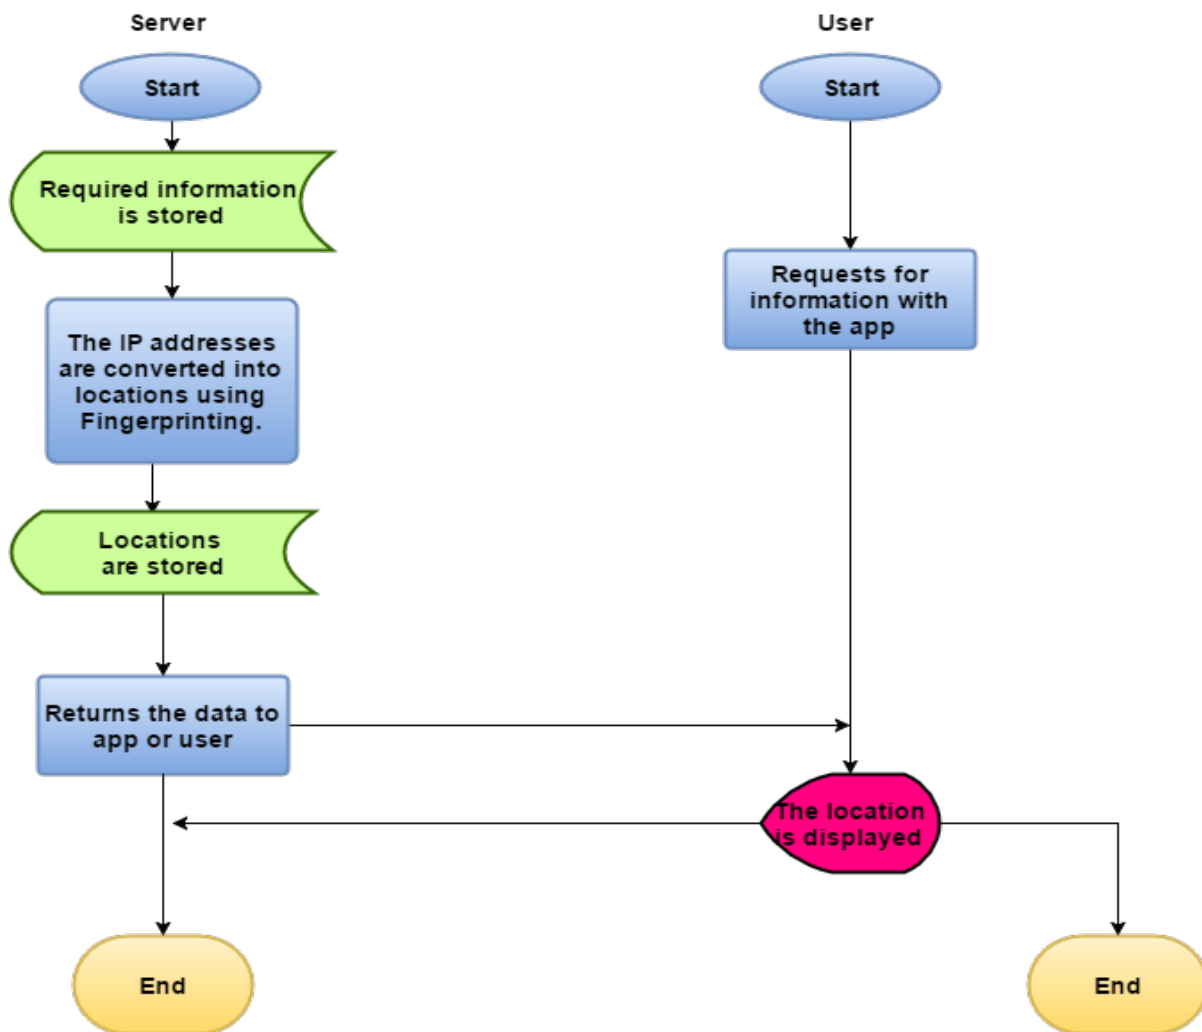 Server
User
Start
Start
Required information
is stored
Requests for
information with
the app
The IP addresses
are converted into
locations using
Fingerprinting.
Locations
are stored
Returns the data to
app or user
The location
is displayed
End
End